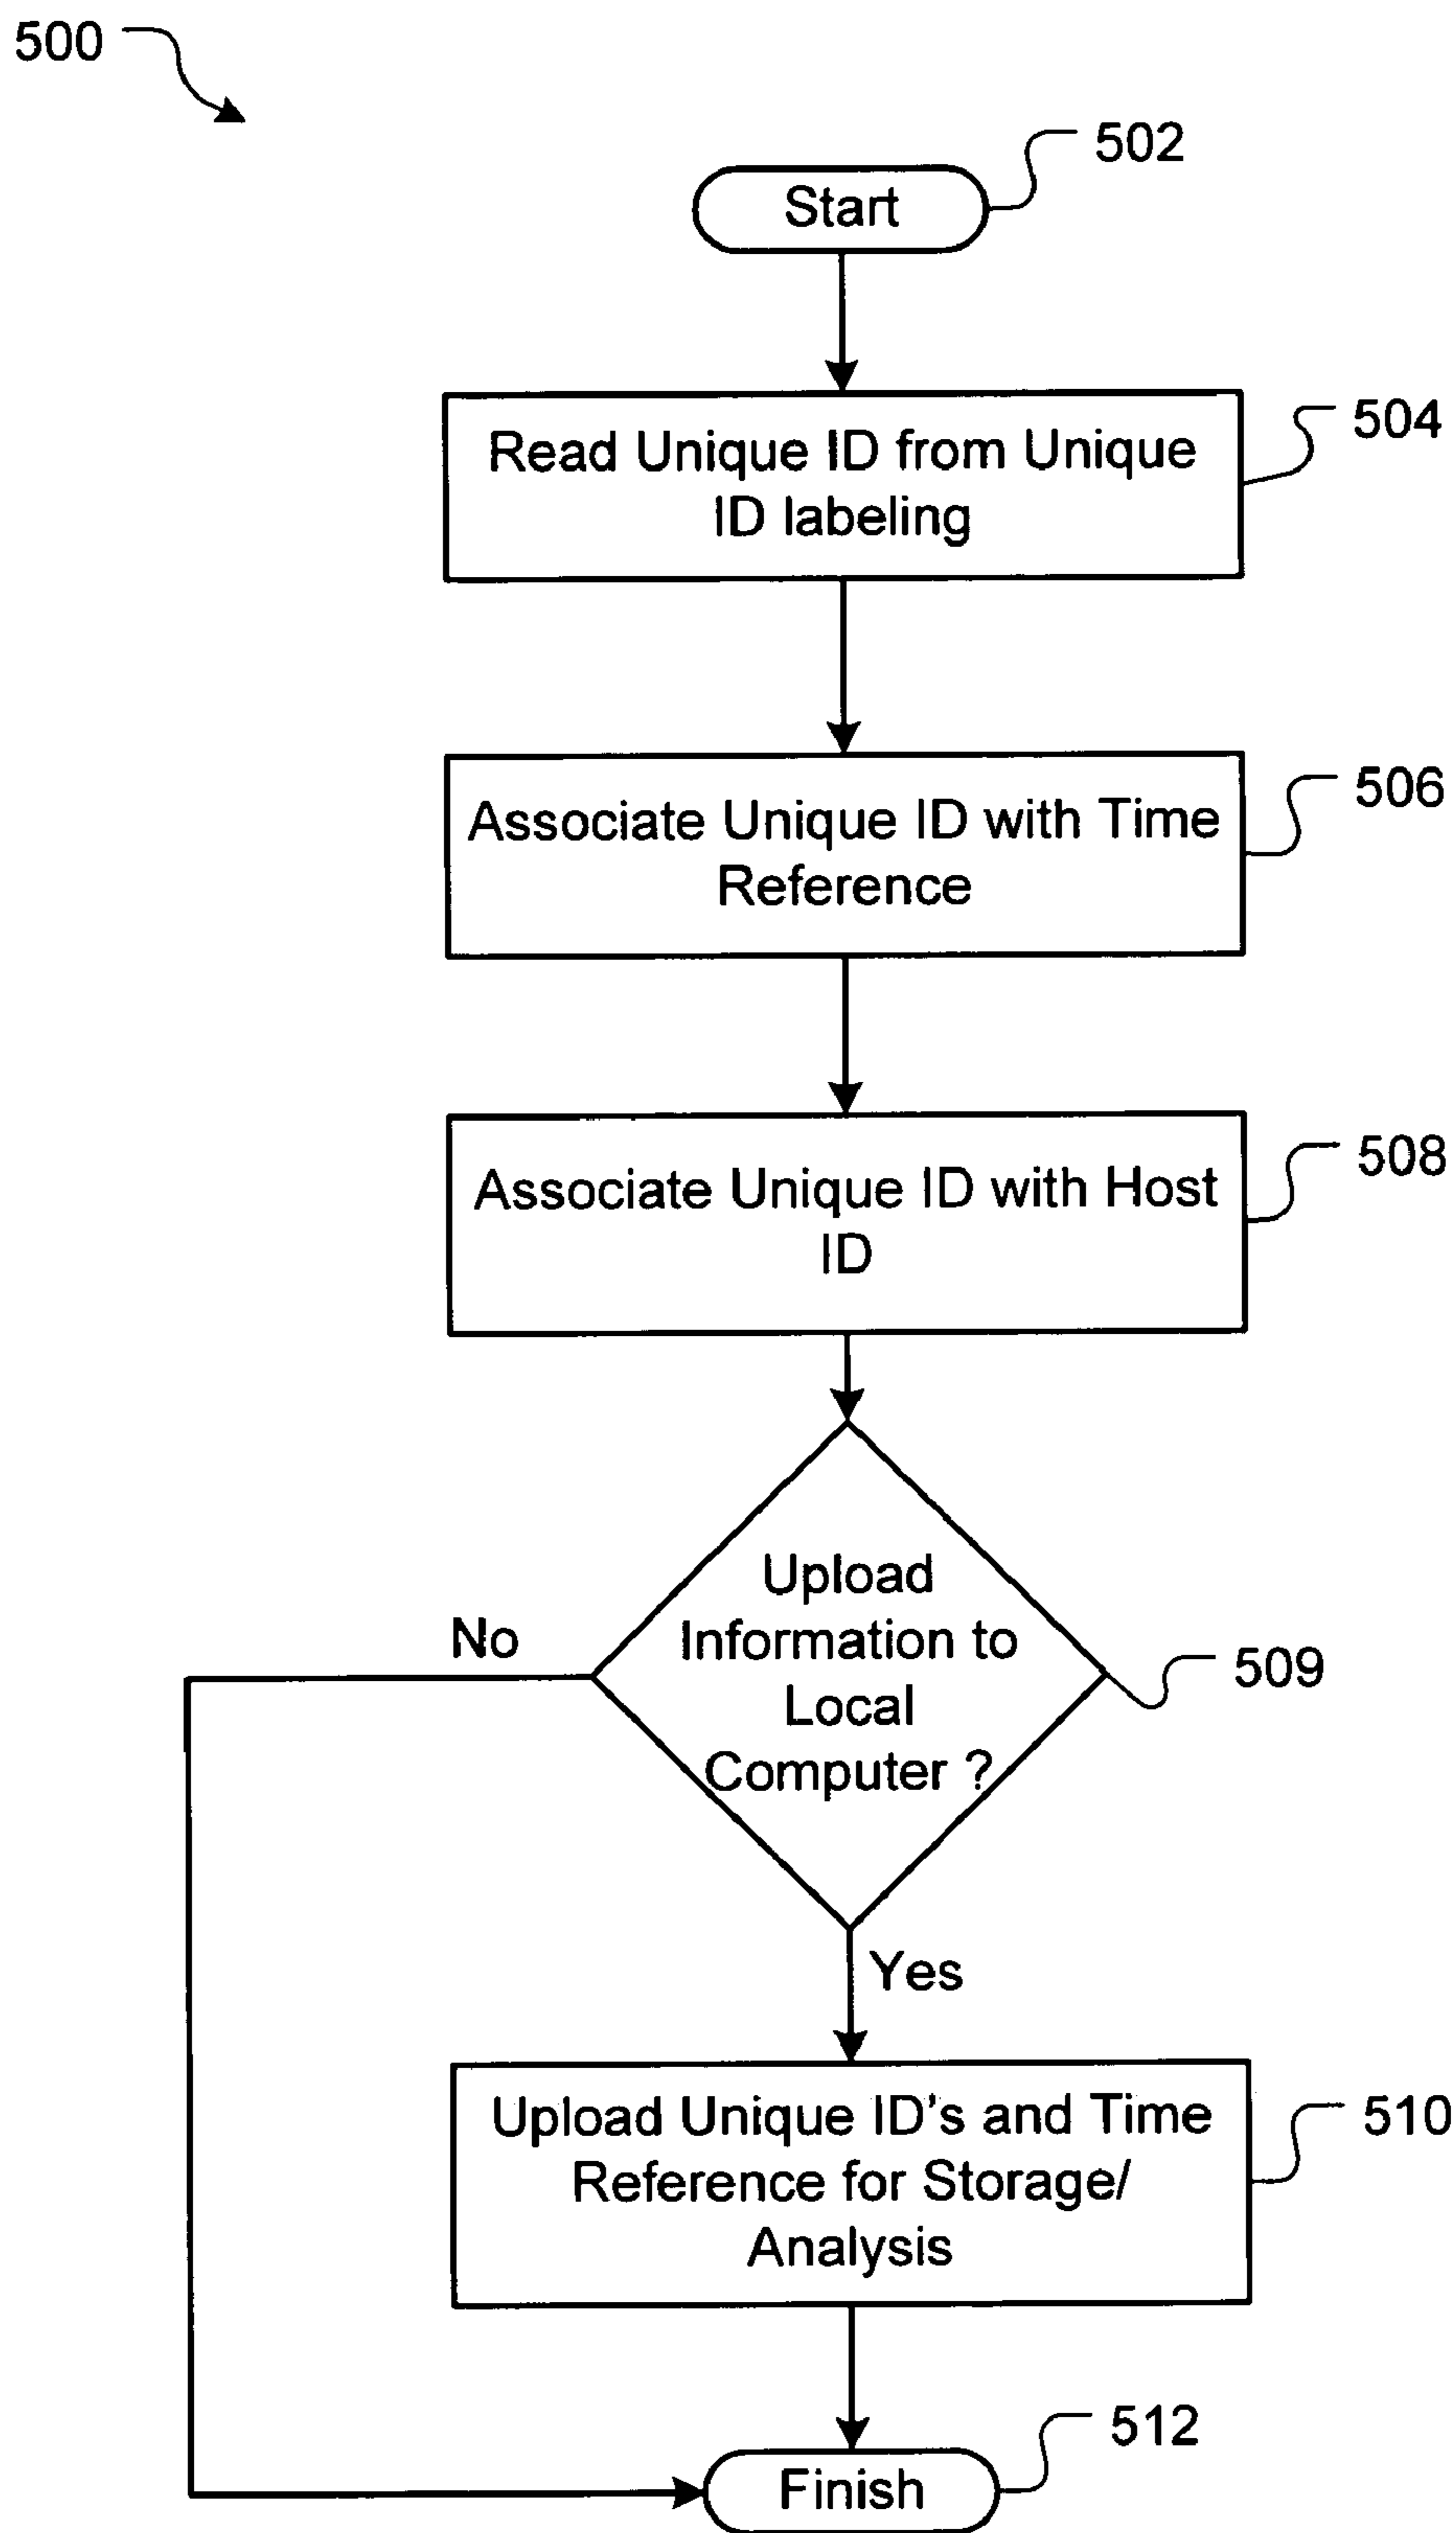 500
502
Start
504
Read Unique ID from Unique
ID labeling
506
Associate Unique ID with Time
Reference
508
Associate Unique ID with Host
ID
Upload
Information to
Local
Computer ?
No
509
Yes
Upload Unique ID's and Time
Reference for Storage/
Analysis
510
512
Finish